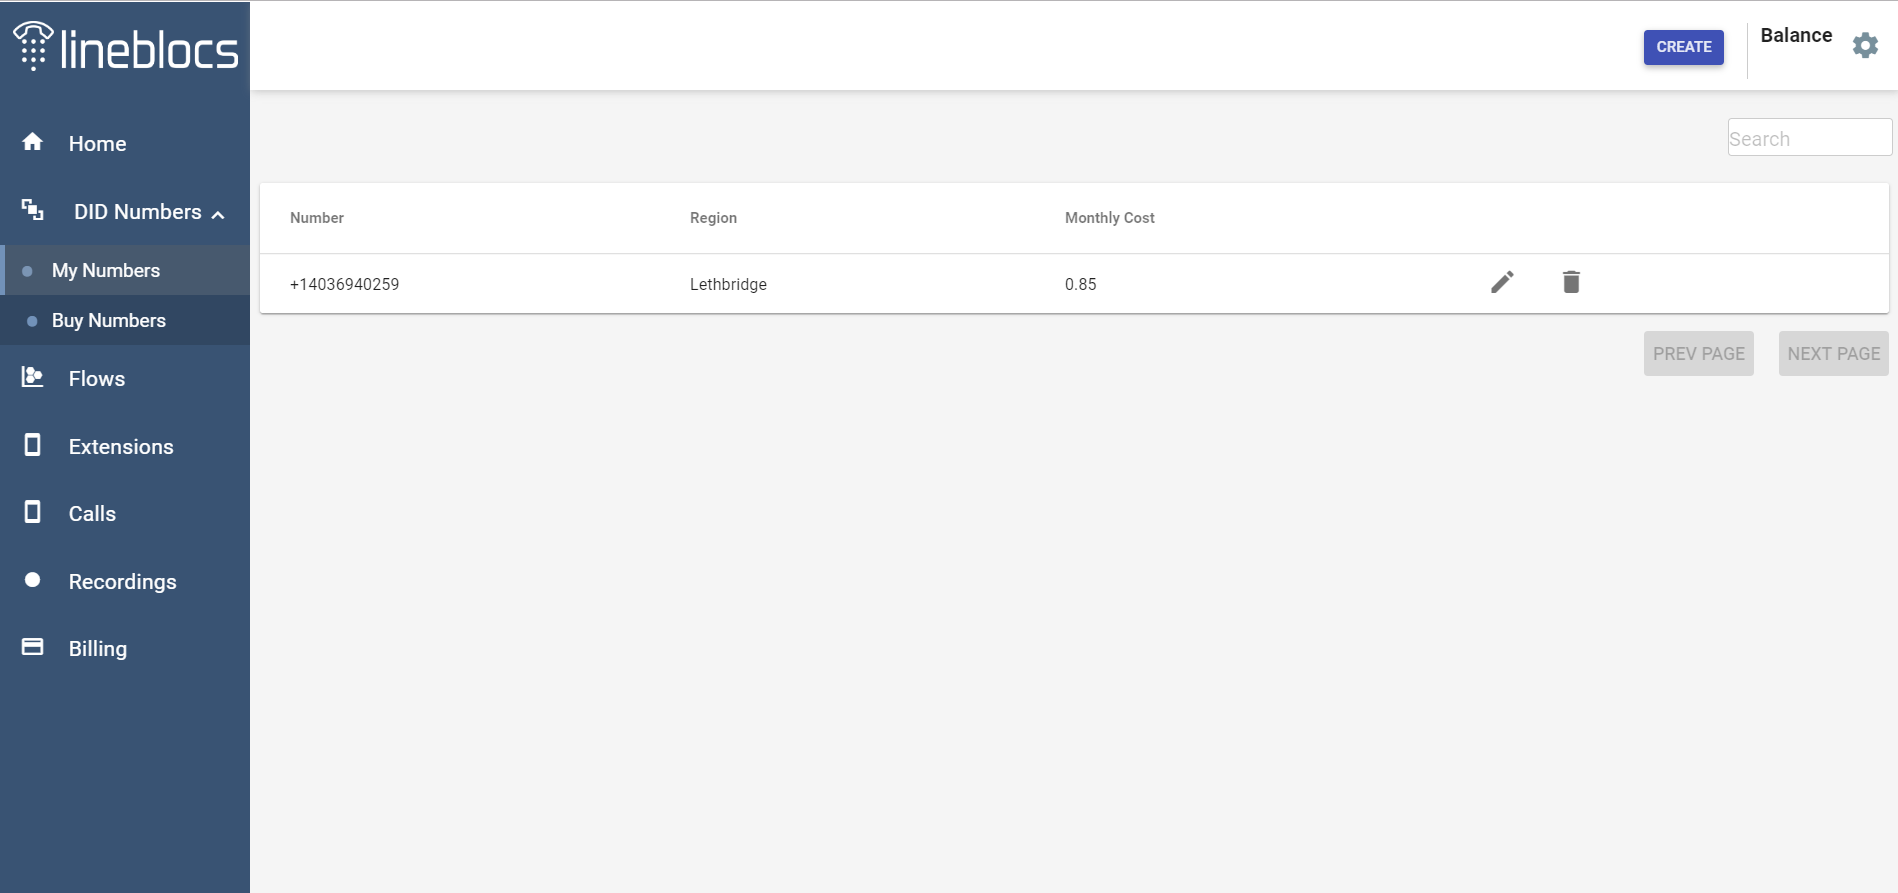 lineblocs
CREATE
Balance
Home
DID Numbers
My Numbers
Buy Numbers
Flows
Extensions
Calls
Recordings
Billing
Search
Number Region Monthly Cost
+14036940259 Lethbridge 0.85
PREV PAGE NEXT PAGE